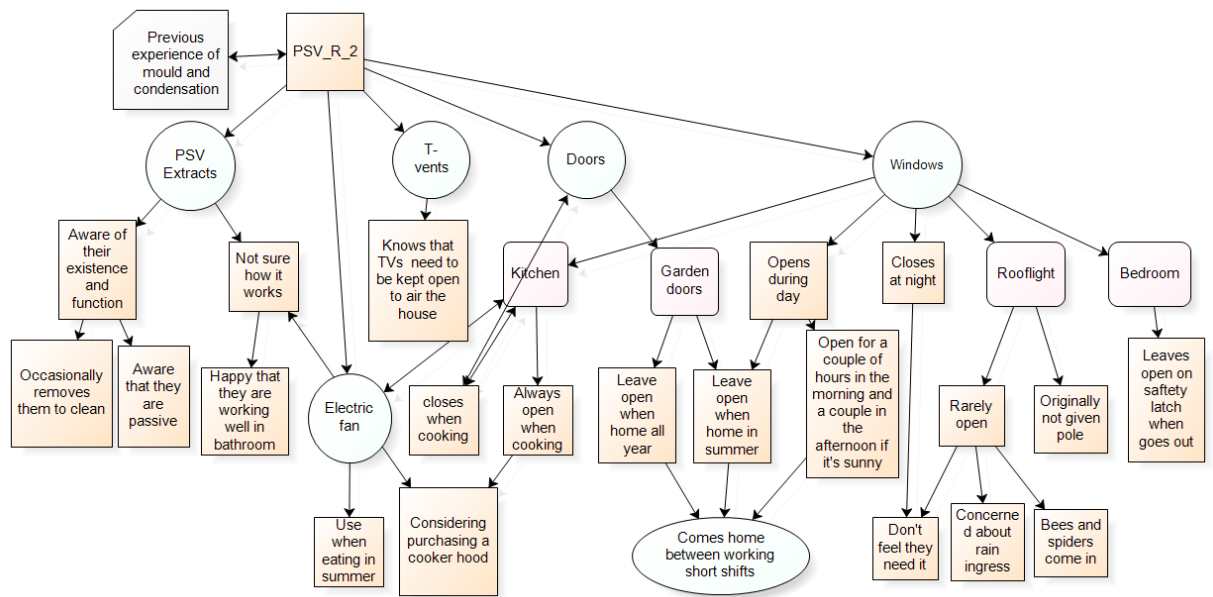 Previous
experience of
mould and
condensation
PSV_R_2
PSV
Extracts
T-
vents
Doors
Windows
Aware of
their
existence
and
function
Not sure
how it
works
Knows that
TVs need to
be kept open
to air the
house
Kitchen
Garden
doors
Opens
during
day
Closes
at night
Rooflight
Bedroom
Occasionally
removes
them to clean
Aware
that they
are
passive
Happy that
they are
working
well in
bathroom
Electric
fan
closes
when
cooking
Always
open
when
cooking
Leave
open
when
home all
year
Leave
open
when
home in
summer
Open for a
couple of
hours in the
morning and
a couple in
the
afternoon if
it's sunny
Rarely
open
Originally
not given
pole
Leaves
open on
saftety
latch
when
goes out
Use
when
eating in
summer
Considering
purchasing a
cooker hood
Comes home
between working
short shifts
Don't
feel they
need it
Concerne
d about
rain
ingress
Bees and
spiders
come in